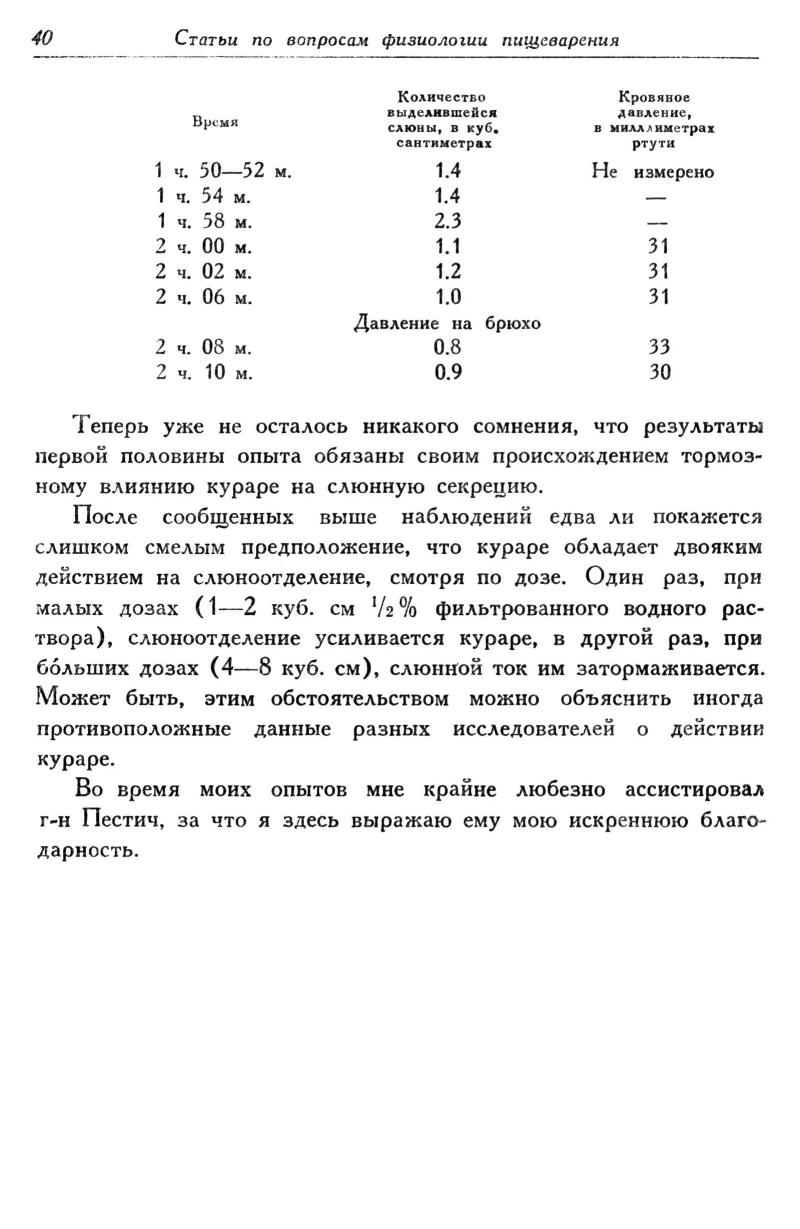 40 Статьи по вопросам физиологии пищеварения
Время Количество выделившейся слюны, в куб. сантиметрах Кровяное давление, в миллиметрах ртути
1 ч. 50—52 м. 1.4 Не измерено
1 ч. 54 м. 1.4 —
1 ч. 58 м. 2.3 —
2 ч. 00 м. 1.1 31
2 ч. 02 м. 1.2 31
2 ч. 06 м. 1.0 31
Давление на брюхо
2 ч. 08 м. 0.8 33
2 ч. 10 м. 0.9 30
Теперь уже не осталось никакого сомнения, что результаты
первой половины опыта обязаны своим происхождением тормоз-
ному влиянию кураре на слюнную секрецию.
После сообщенных выше наблюдений едва ли покажется
слишком смелым предположение, что кураре обладает двояким
действием на слюноотделение, смотря по дозе. Один раз, при
малых дозах (1—2 куб. см 1/2% фильтрованного водного рас-
твора), слюноотделение усиливается кураре, в другой раз, при
бо́льших дозах (4—8 куб. см), слюнной ток им затормаживается.
Может быть, этим обстоятельством можно объяснить иногда
противоположные данные разных исследователей о действии
кураре.
Во время моих опытов мне крайне любезно ассистировал
г-н Пестич, за что я здесь выражаю ему мою искреннюю благо-
дарность.